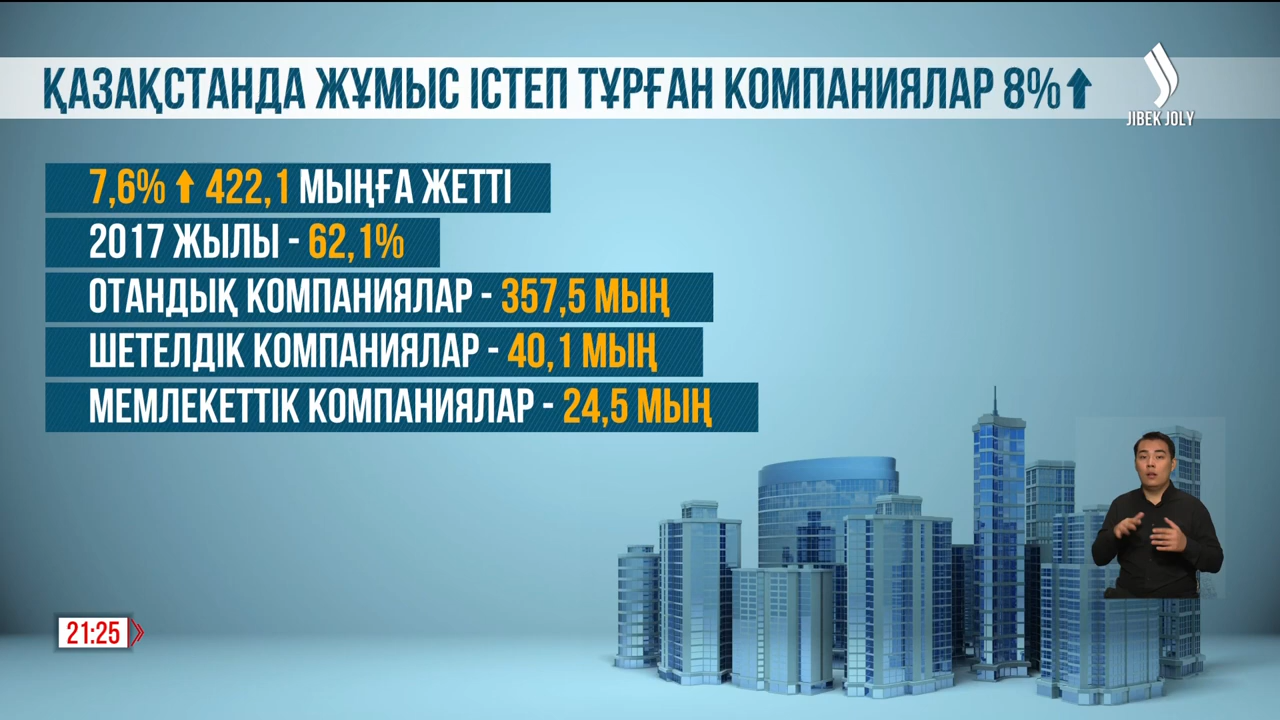 ҚАЗАҚСТАНДА ЖҰМЫС ІСТЕП ТҰРҒАН КОМПАНИЯЛАР 8%⬆
JIBEK JOLY
7,6% ⬆ 422,1 МЫҢҒА ЖЕТТІ
2017 ЖЫЛЫ - 62,1%
ОТАНДЫҚ КОМПАНИЯЛАР - 357,5 МЫҢ
ШЕТЕЛДІК КОМПАНИЯЛАР - 40,1 МЫҢ
МЕМЛЕКЕТТІК КОМПАНИЯЛАР - 24,5 МЫҢ
21:25